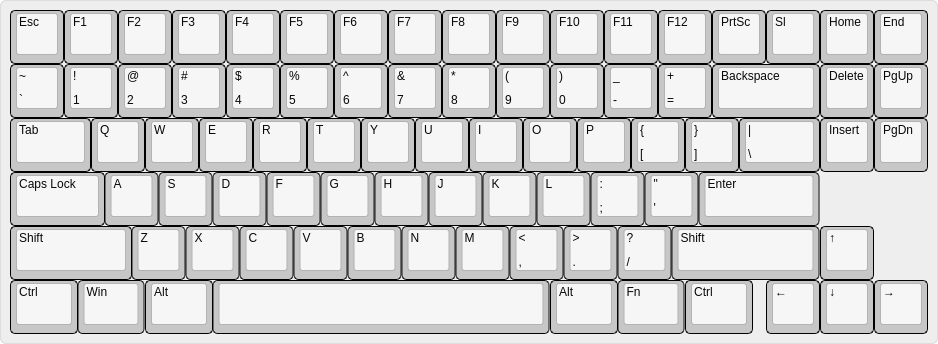 Esc F1 F2 F3 F4 F5 F6 F7 F8 F9 F10 F11 F12 PrtSc Sl Home End
~ ! @ # $ % ^ & * ( ) _ + Backspace Delete PgUp
` 1 2 3 4 5 6 7 8 9 0 - =
Tab Q W E R T Y U I O P { } | Insert PgDn
[ ] \
Caps Lock A S D F G H J K L : " Enter
; '
Shift Z X C V B N M < > ? Shift ↑
, . /
Ctrl Win Alt Alt Fn Ctrl ← ↓ →